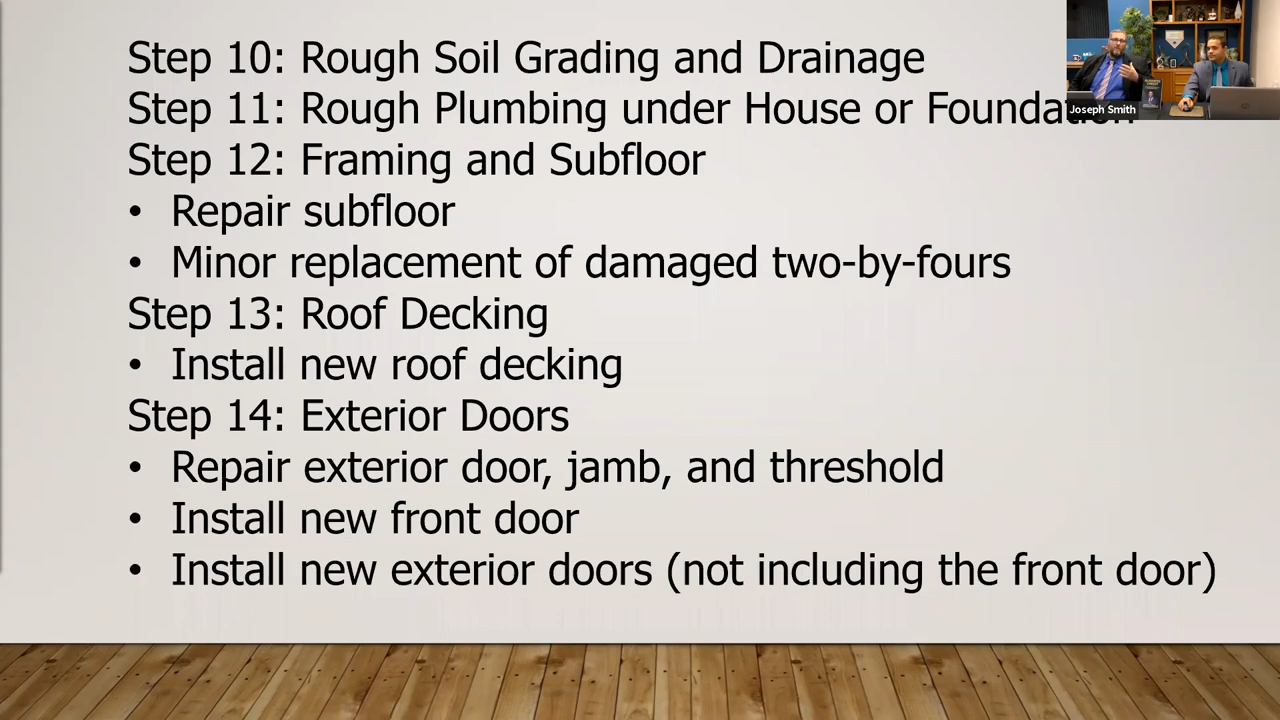 Step 10: Rough Soil Grading and Drainage
Step 11: Rough Plumbing under House or Foundation
Step 12: Framing and Subfloor
• Repair subfloor
• Minor replacement of damaged two-by-fours
Step 13: Roof Decking
• Install new roof decking
Step 14: Exterior Doors
• Repair exterior door, jamb, and threshold
• Install new front door
• Install new exterior doors (not including the front door)
Joseph Smith